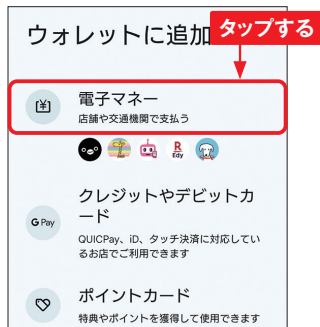 ウォレットに追加
タップする
[¥]
電子マネー
店舗や交通機関で支払う
R
Edy
クレジットやデビットカ
ード
G Pay
QUICPay、iD、タッチ決済に対応してい
るお店でご利用できます
ポイントカード
特典やポイントを獲得して使用できます